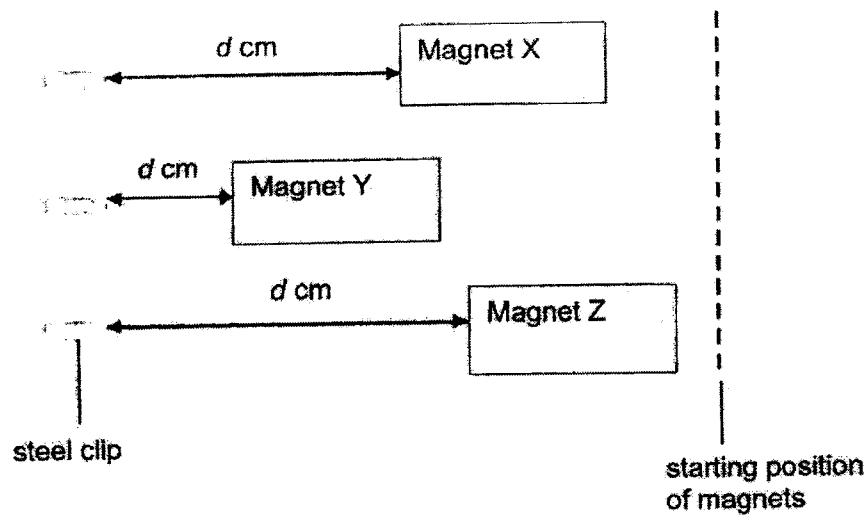 d cm
Magnet X
d cm
Magnet Y
d cm
Magnet Z
steel clip
starting position
of magnets